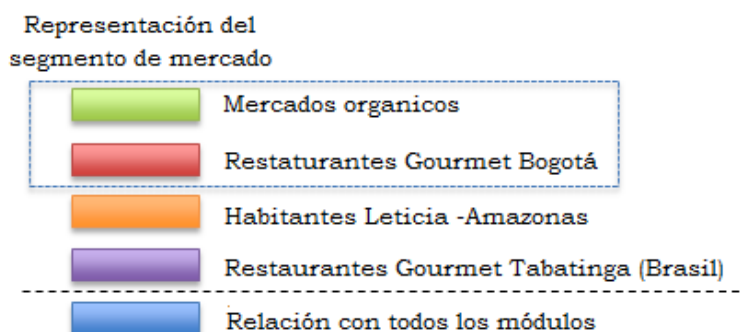 Representación del
segmento de mercado
Mercados organicos
Restaturantes Gourmet Bogotá
Habitantes Leticia -Amazonas
Restaurantes Gourmet Tabatinga (Brasil)
Relación con todos los módulos